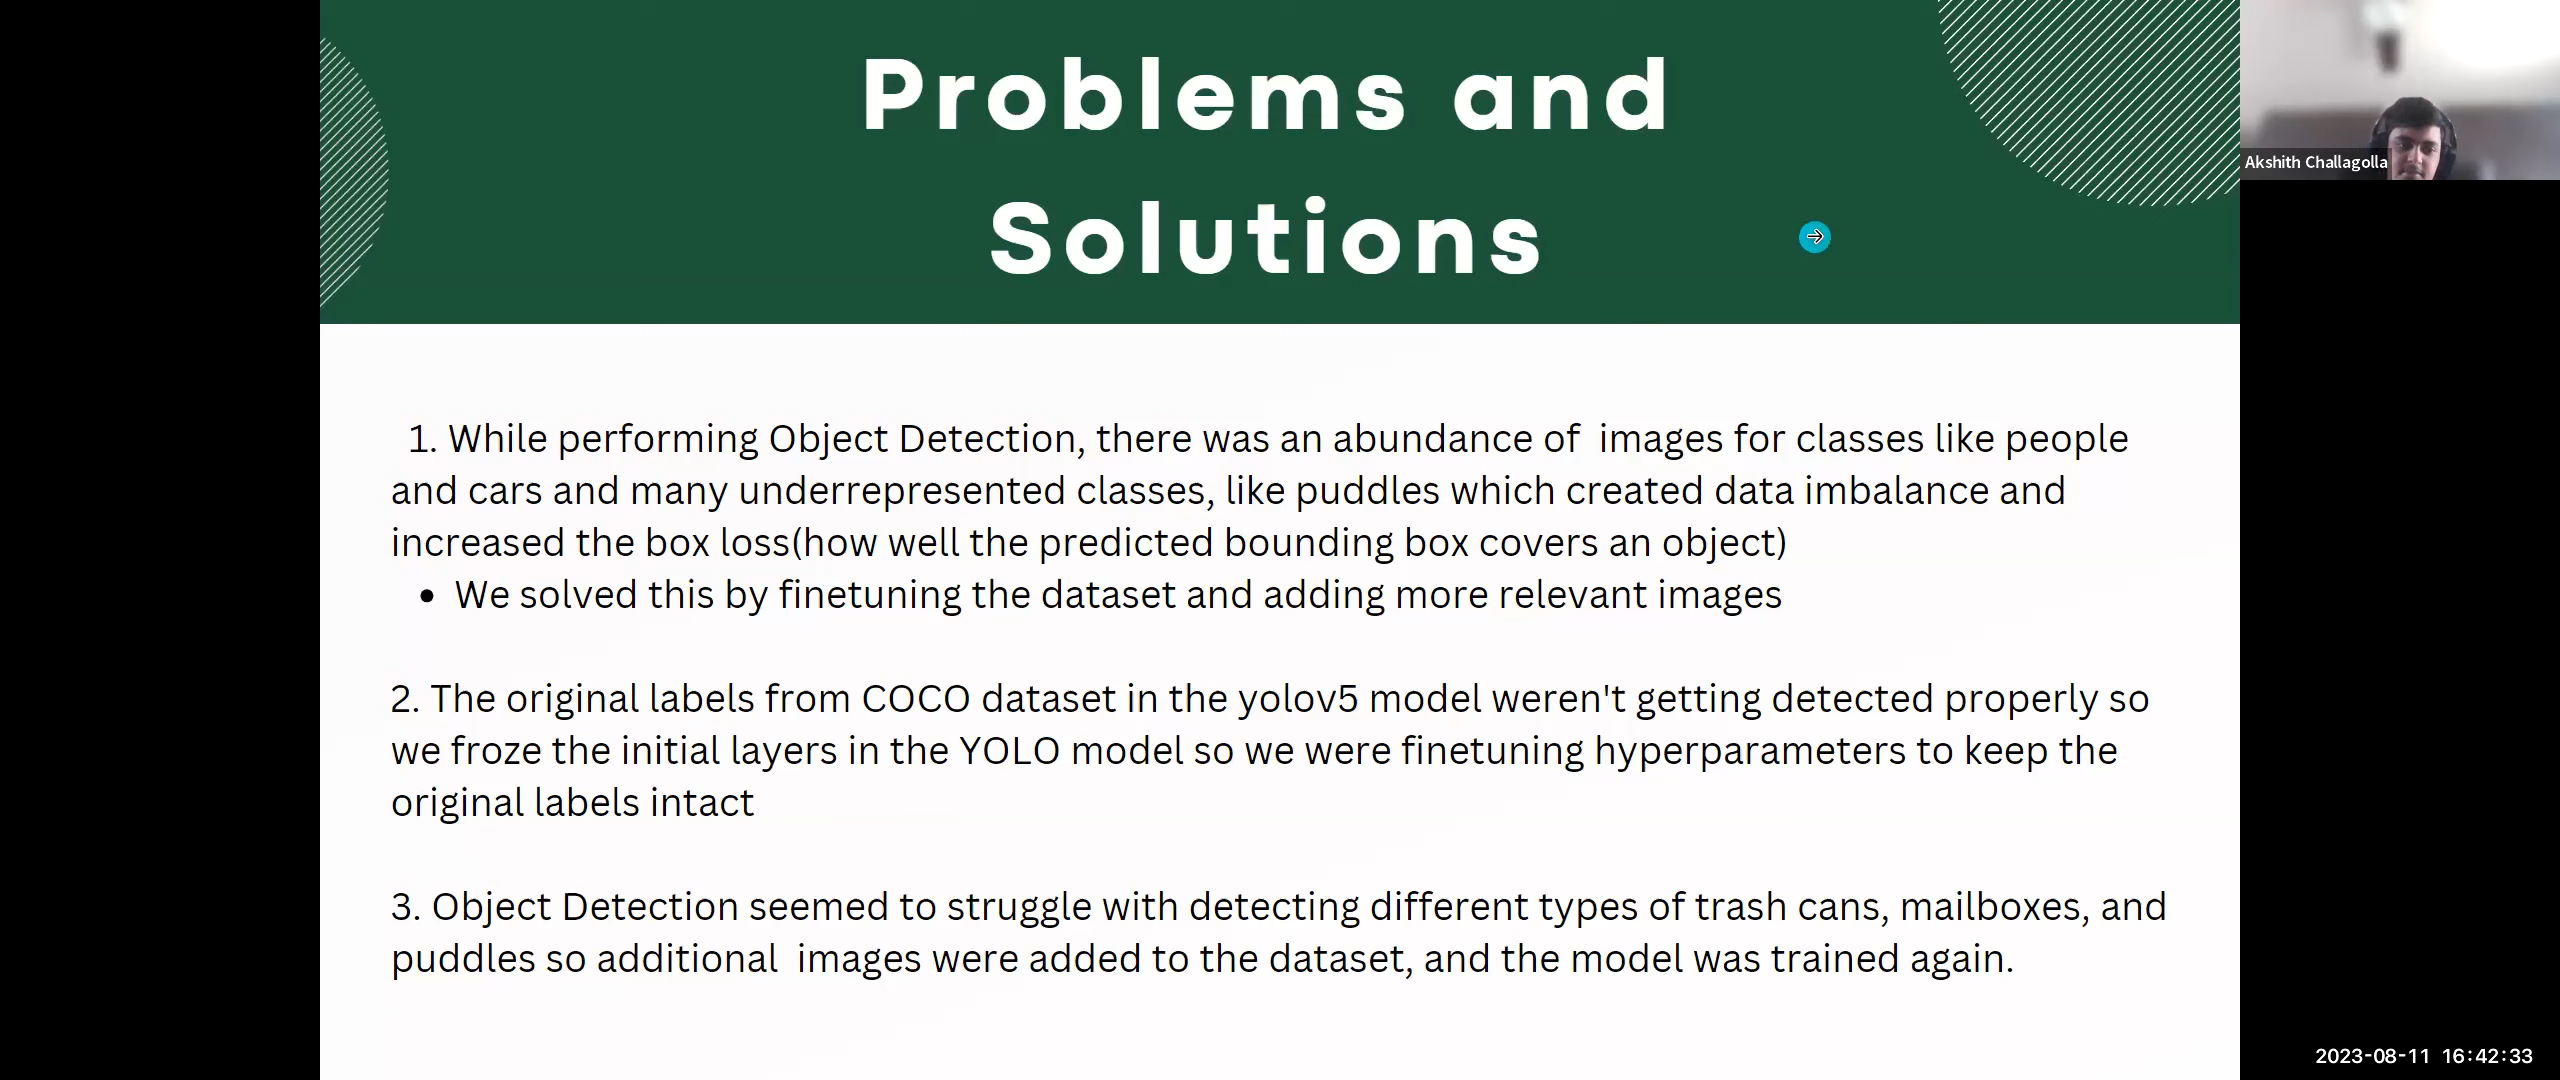 Problems and
Solutions
Akshith Challagolla
1. While performing Object Detection, there was an abundance of  images for classes like people
and cars and many underrepresented classes, like puddles which created data imbalance and
increased the box loss(how well the predicted bounding box covers an object)
• We solved this by finetuning the dataset and adding more relevant images
2. The original labels from COCO dataset in the yolov5 model weren't getting detected properly so
we froze the initial layers in the YOLO model so we were finetuning hyperparameters to keep the
original labels intact
3. Object Detection seemed to struggle with detecting different types of trash cans, mailboxes, and
puddles so additional  images were added to the dataset, and the model was trained again.
2023-08-11 16:42:33